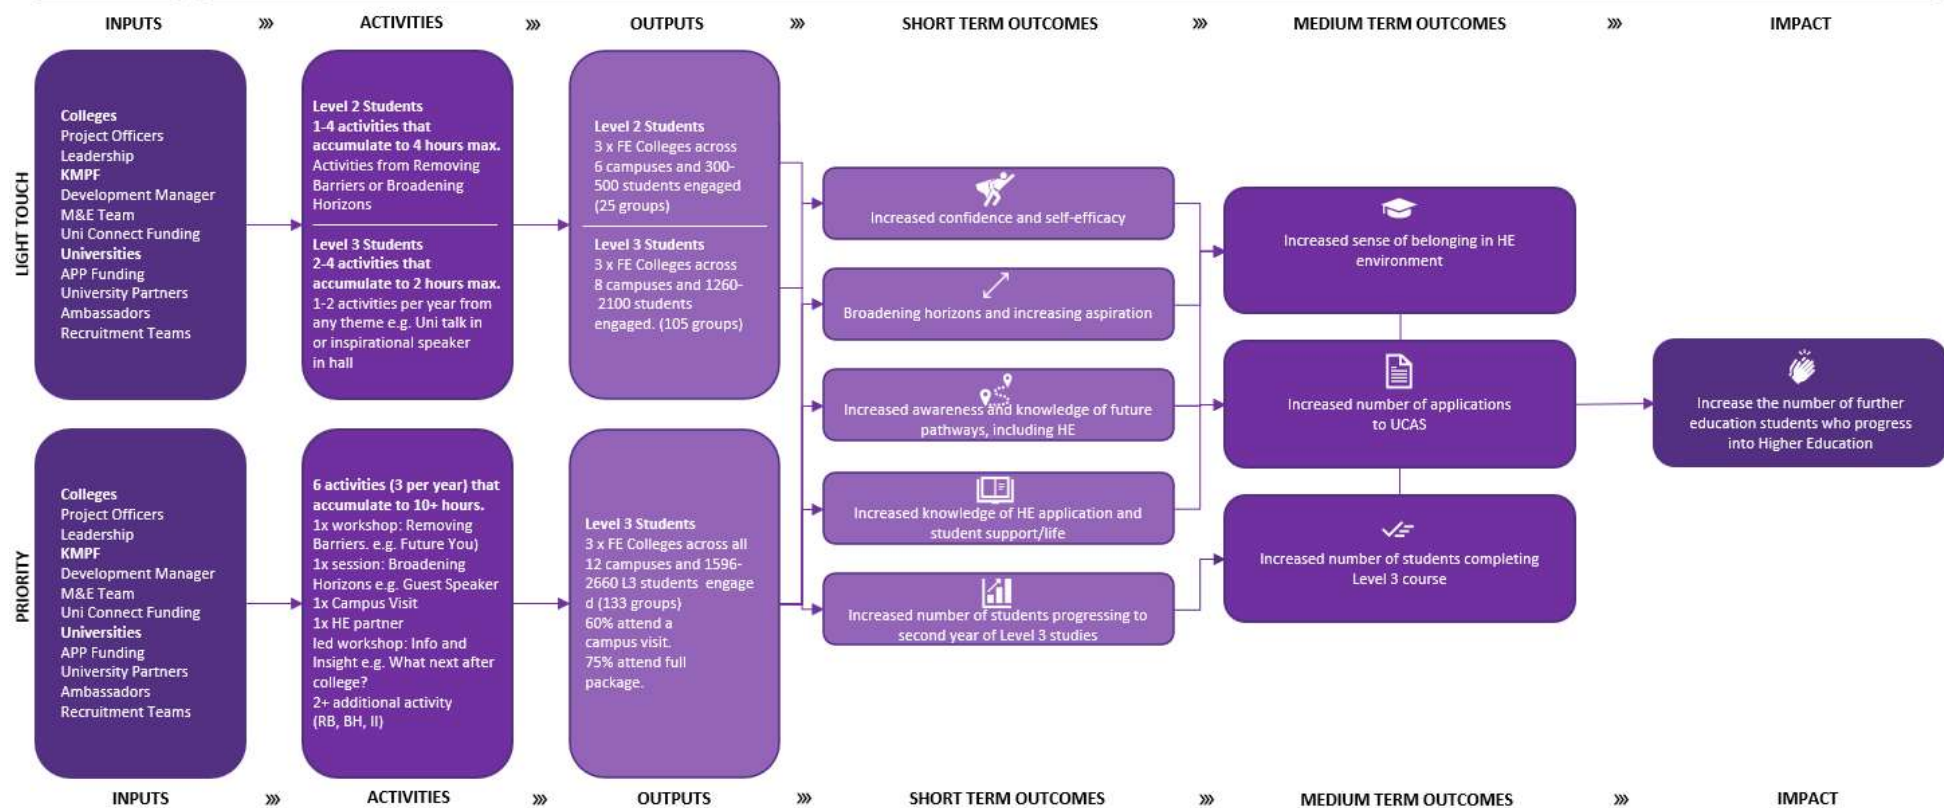 INPUTS
»»
ACTIVITIES
»»
OUTPUTS
»»
SHORT TERM OUTCOMES
»»
MEDIUM TERM OUTCOMES
»»
IMPACT
LIGHT TOUCH
Colleges
Project Officers
Leadership
KMPF
Development Manager
M&E Team
Uni Connect Funding
Universities
APP Funding
University Partners
Ambassadors
Recruitment Teams
Level 2 Students
1-4 activities that
accumulate to 4 hours max.
Activities from Removing
Barriers or Broadening
Horizons
Level 3 Students
2-4 activities that
accumulate to 2 hours max.
1-2 activities per year from
any theme e.g. Uni talk in
or inspirational speaker
in hall
Level 2 Students
3 x FE Colleges across
6 campuses and 300-
500 students engaged
(25 groups)
Level 3 Students
3 x FE Colleges across
8 campuses and 1260-
2100 students
engaged. (105 groups)
PRIORITY
Colleges
Project Officers
Leadership
KMPF
Development Manager
M&E Team
Uni Connect Funding
Universities
APP Funding
University Partners
Ambassadors
Recruitment Teams
6 activities (3 per year) that
accumulate to 10+ hours.
1x workshop: Removing
Barriers. e.g. Future You)
1x session: Broadening
Horizons e.g. Guest Speaker
1x Campus Visit
1x HE partner
led workshop: Info and
Insight e.g. What next after
college?
2+ additional activity
(RB, BH, II)
Level 3 Students
3 x FE Colleges across all
12 campuses and 1596-
2660 L3 students engage
d (133 groups)
60% attend a
campus visit.
75% attend full
package.
Increased confidence and self-efficacy
Broadening horizons and increasing aspiration
Increased awareness and knowledge of future
pathways, including HE
Increased knowledge of HE application and
student support/life
Increased number of students progressing to
second year of Level 3 studies
Increased sense of belonging in HE
environment
Increased number of applications
to UCAS
Increased number of students completing
Level 3 course
Increase the number of further
education students who progress
into Higher Education
INPUTS
»»
ACTIVITIES
»»
OUTPUTS
»»
SHORT TERM OUTCOMES
»»
MEDIUM TERM OUTCOMES
»»
IMPACT